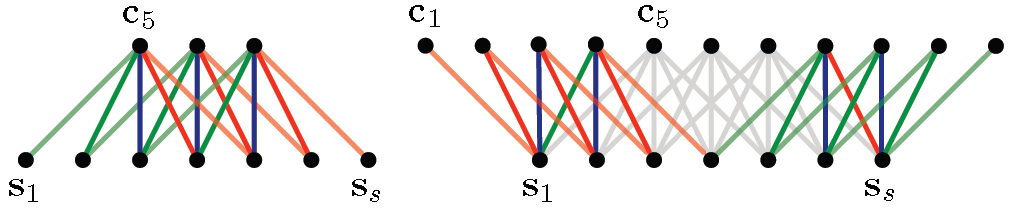 c₅
s₁ sₛ
c₁ c₅
s₁ sₛ